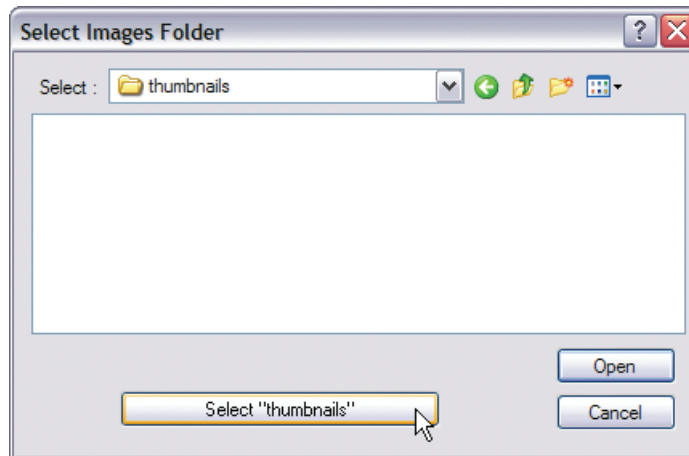 Select Images Folder
Select : thumbnails
Open
Select "thumbnails"
Cancel